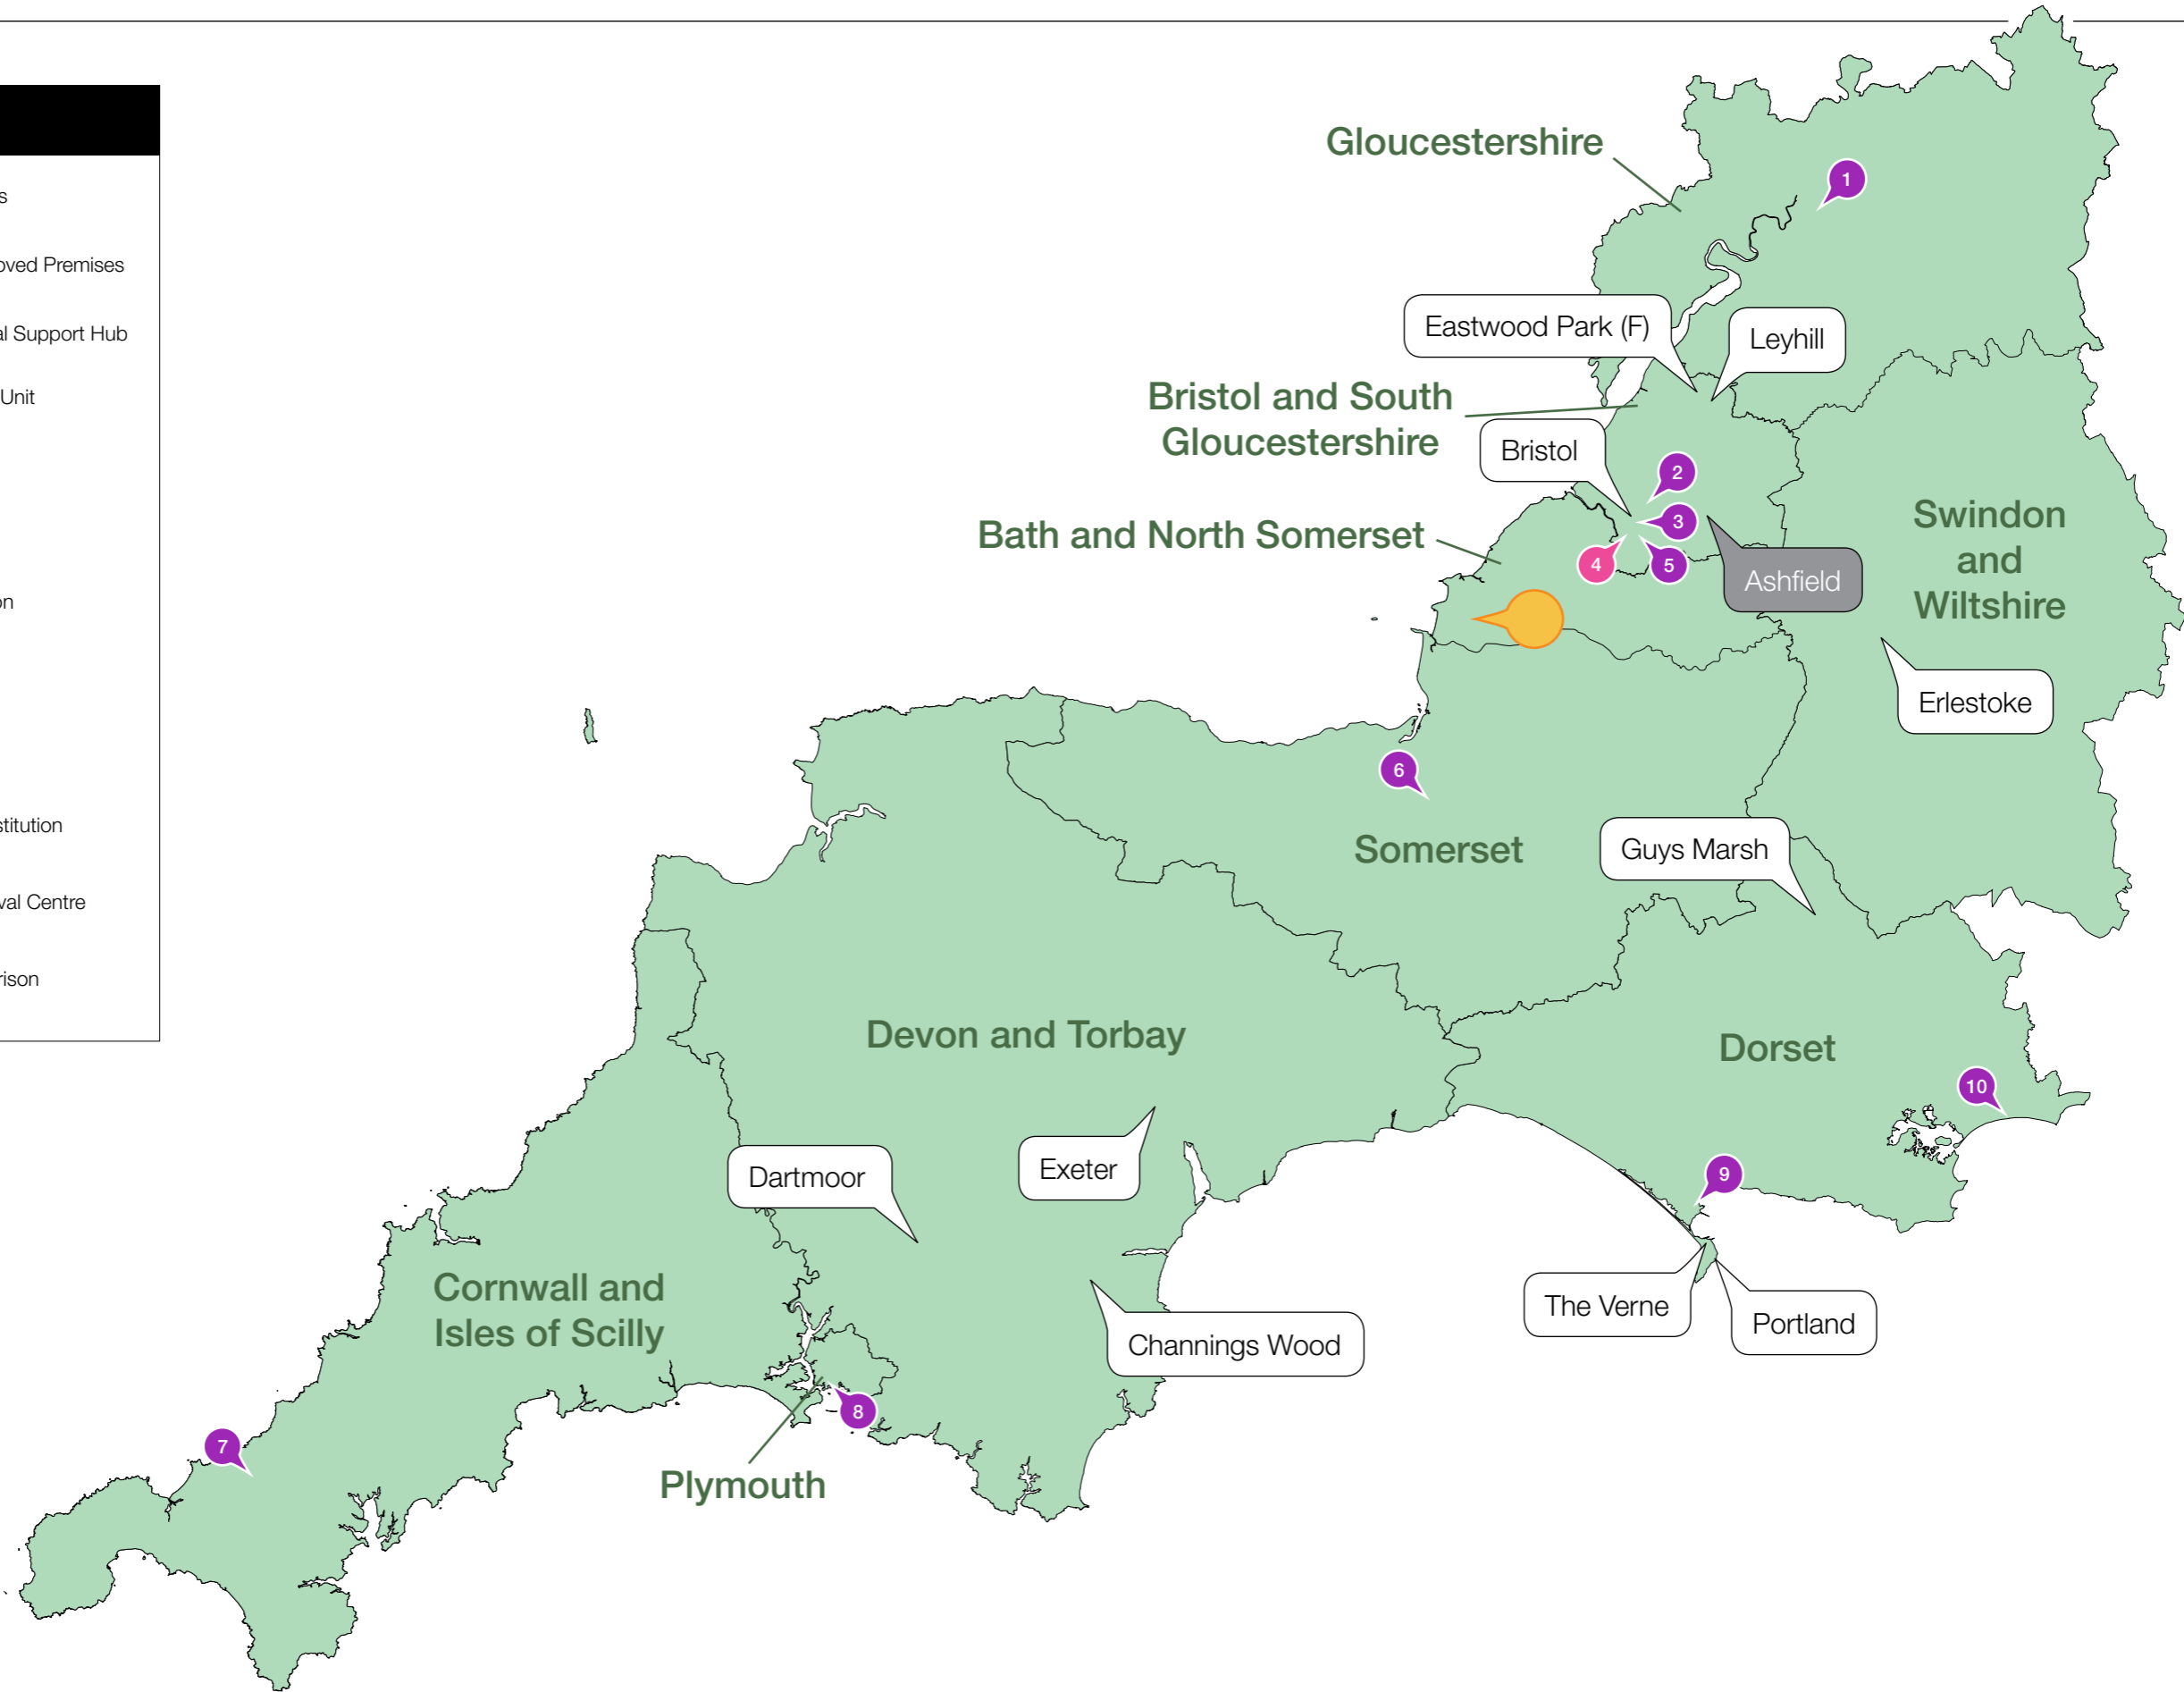 s
oved Premises
al Support Hub
Unit
on
stitution
val Centre
rison
Gloucestershire
1
Eastwood Park (F)
Leyhill
Bristol and South
Gloucestershire
Bristol
2
3
Bath and North Somerset
4
5
Ashfield
Swindon
and
Wiltshire
Erlestoke
6
Somerset
Guys Marsh
Devon and Torbay
Dorset
10
Dartmoor
Exeter
9
Cornwall and
Isles of Scilly
The Verne
Portland
Channings Wood
8
7
Plymouth